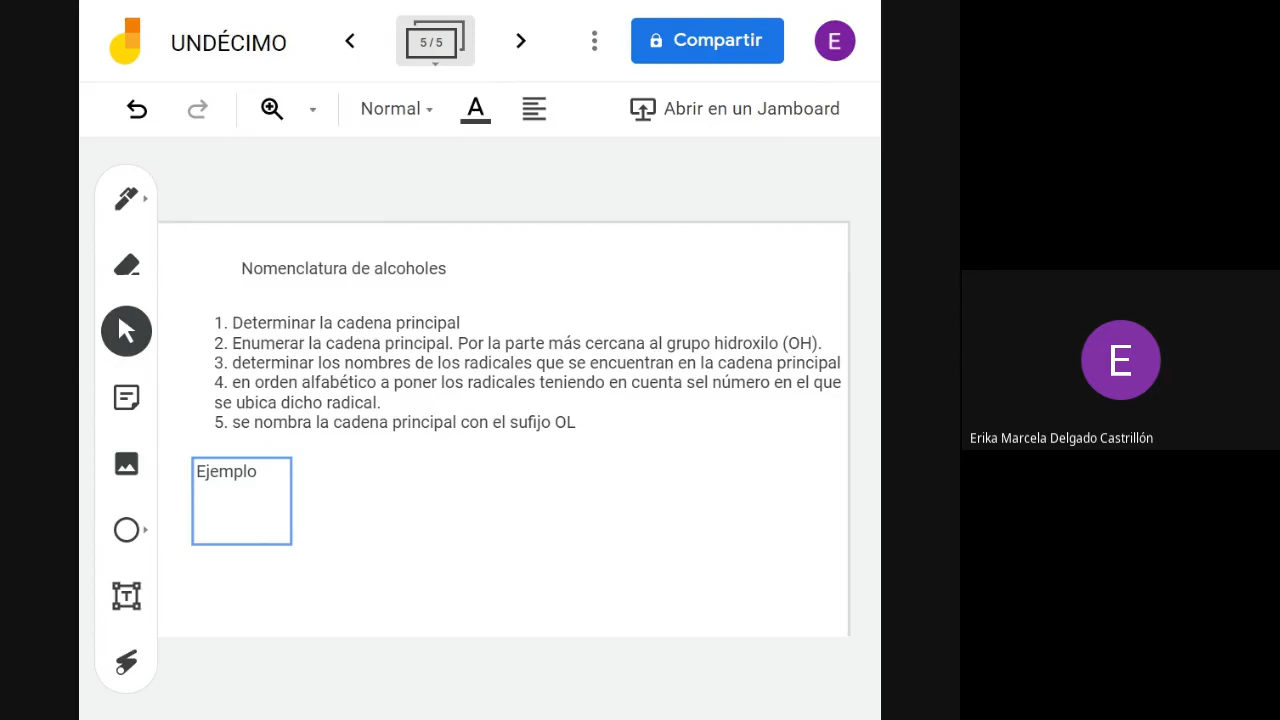 UNDÉCIMO
5 / 5
Compartir
E
Normal
A
Abrir en un Jamboard
Nomenclatura de alcoholes
1. Determinar la cadena principal
2. Enumerar la cadena principal. Por la parte más cercana al grupo hidroxilo (OH).
3. determinar los nombres de los radicales que se encuentran en la cadena principal
4. en orden alfabético a poner los radicales teniendo en cuenta sel número en el que
se ubica dicho radical.
5. se nombra la cadena principal con el sufijo OL
Ejemplo
T
E
Erika Marcela Delgado Castrillón